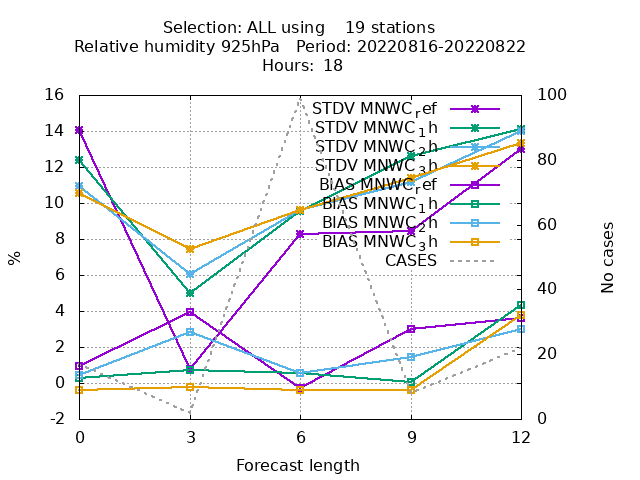 Selection: ALL using    19 stations
Relative humidity 925hPa   Period: 20220816-20220822
Hours: 18
16
14
12
10
8
6
4
2
0
-2
100
80
60
40
20
0
%
No cases
STDV MNWC_ref
STDV MNWC_1h
STDV MNWC_2h
STDV MNWC_3h
BIAS MNWC_ref
BIAS MNWC_1h
BIAS MNWC_2h
BIAS MNWC_3h
CASES
0 3 6 9 12
Forecast length